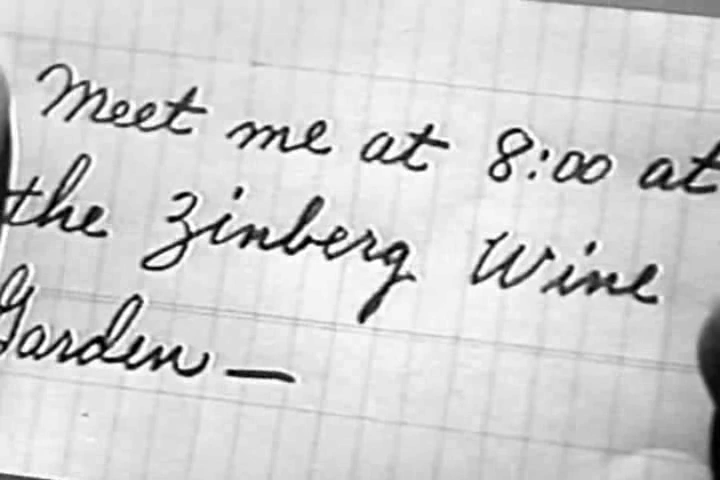 Meet me at 8:00 at
the Zinberg Wine
Garden —